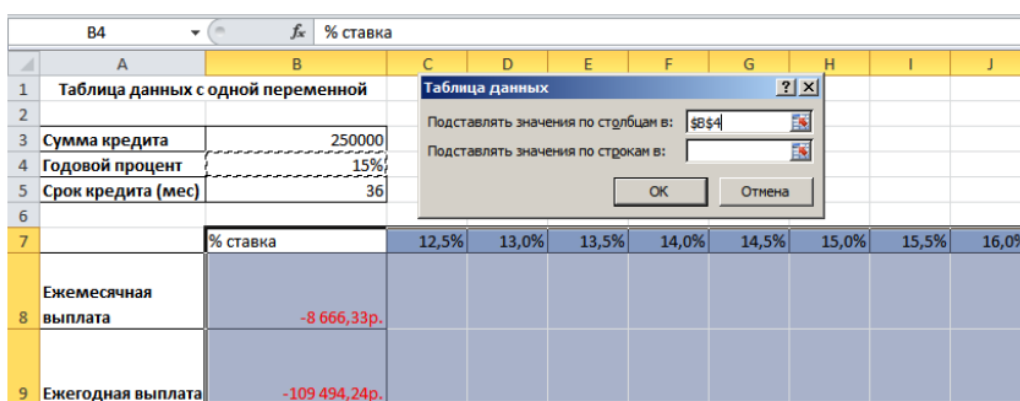 B4 fx % ставка
A B C D E F G H I J
1 Таблица данных с одной переменной
2
3 Сумма кредита 250000
4 Годовой процент 15%
5 Срок кредита (мес) 36
6
Таблица данных
Подставлять значения по столбцам в: $B$4
Подставлять значения по строкам в:
ОК Отмена
7 % ставка 12,5% 13,0% 13,5% 14,0% 14,5% 15,0% 15,5% 16,0%
Ежемесячная
8 выплата -8 666,33р.
9 Ежегодная выплата -109 494,24р.